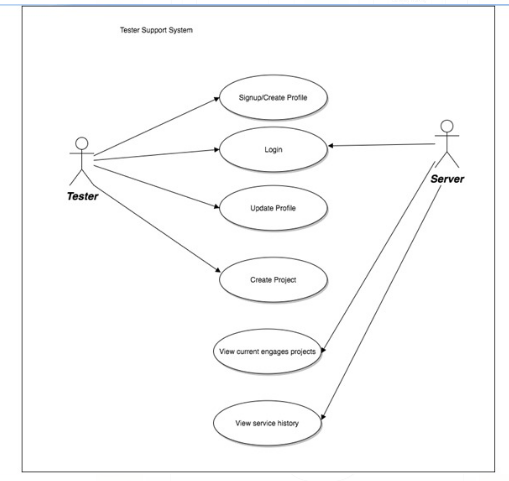 Tester Support System
Signup/Create Profile
Login
Server
Tester
Update Profile
Create Project
View current engages projects
View service history